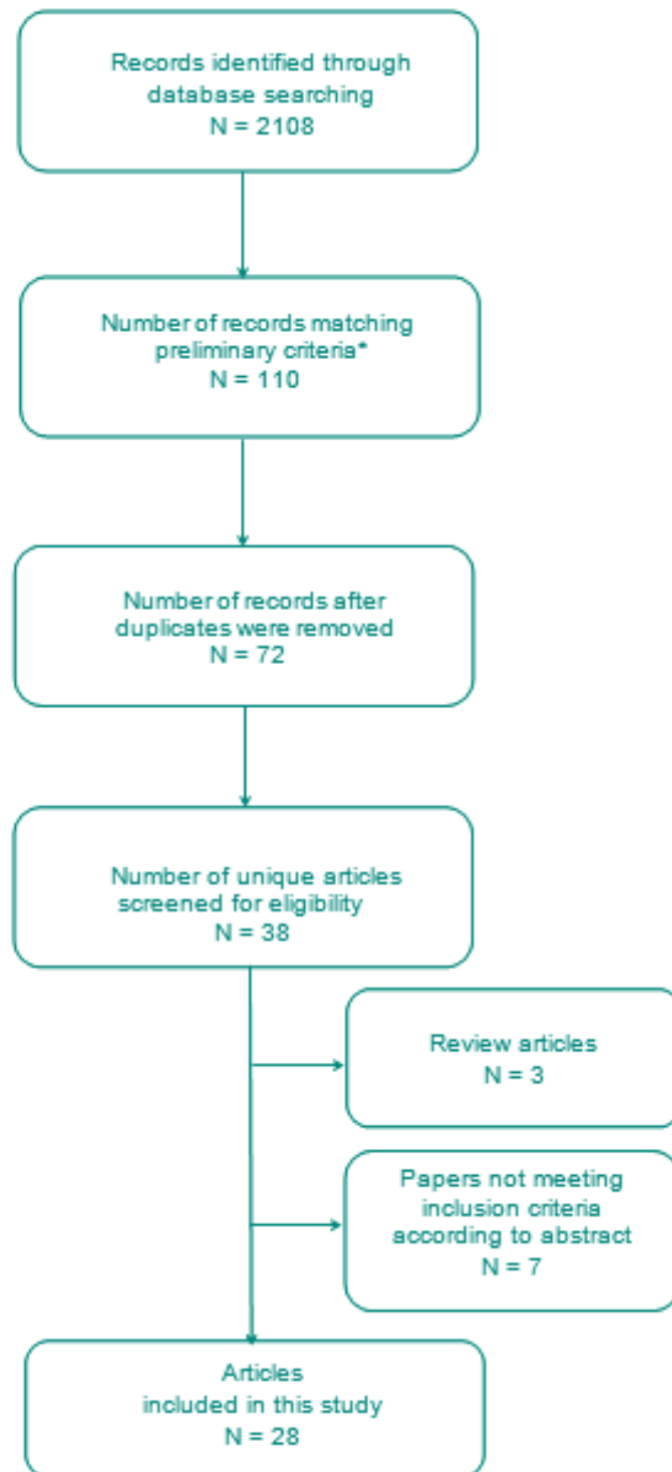 Records identified through
database searching
N = 2108
Number of records matching
preliminary criteria*
N = 110
Number of records after
duplicates were removed
N = 72
Number of unique articles
screened for eligibility
N = 38
Review articles
N = 3
Papers not meeting
inclusion criteria
according to abstract
N = 7
Articles
included in this study
N = 28